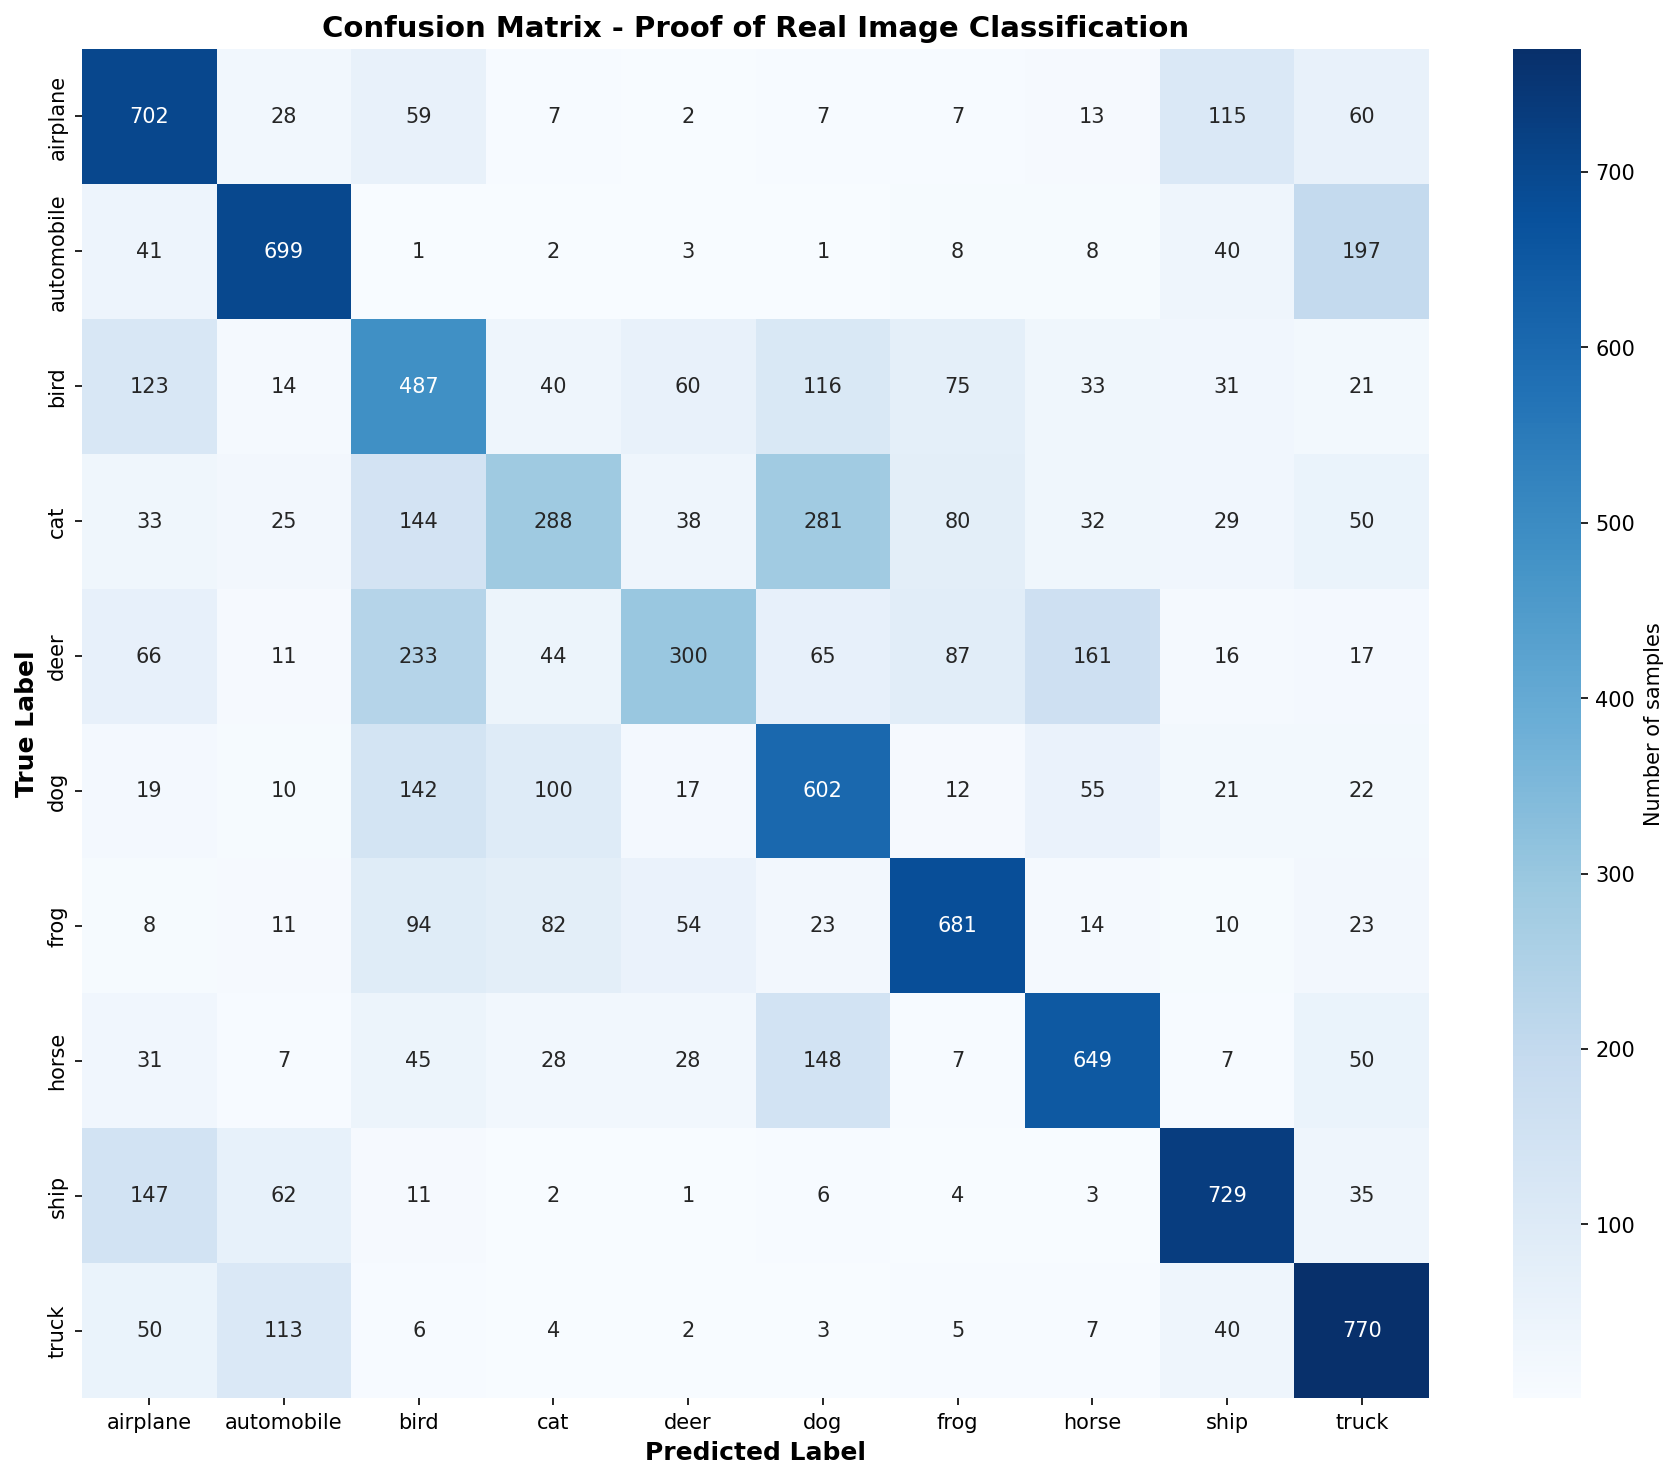 Confusion Matrix - Proof of Real Image Classification
True Label
airplane 702 28 59 7 2 7 7 13 115 60
automobile 41 699 1 2 3 1 8 8 40 197
bird 123 14 487 40 60 116 75 33 31 21
cat 33 25 144 288 38 281 80 32 29 50
deer 66 11 233 44 300 65 87 161 16 17
dog 19 10 142 100 17 602 12 55 21 22
frog 8 11 94 82 54 23 681 14 10 23
horse 31 7 45 28 28 148 7 649 7 50
ship 147 62 11 2 1 6 4 3 729 35
truck 50 113 6 4 2 3 5 7 40 770
airplane automobile bird cat deer dog frog horse ship truck
Predicted Label
700
600
500
400
300
200
100
Number of samples